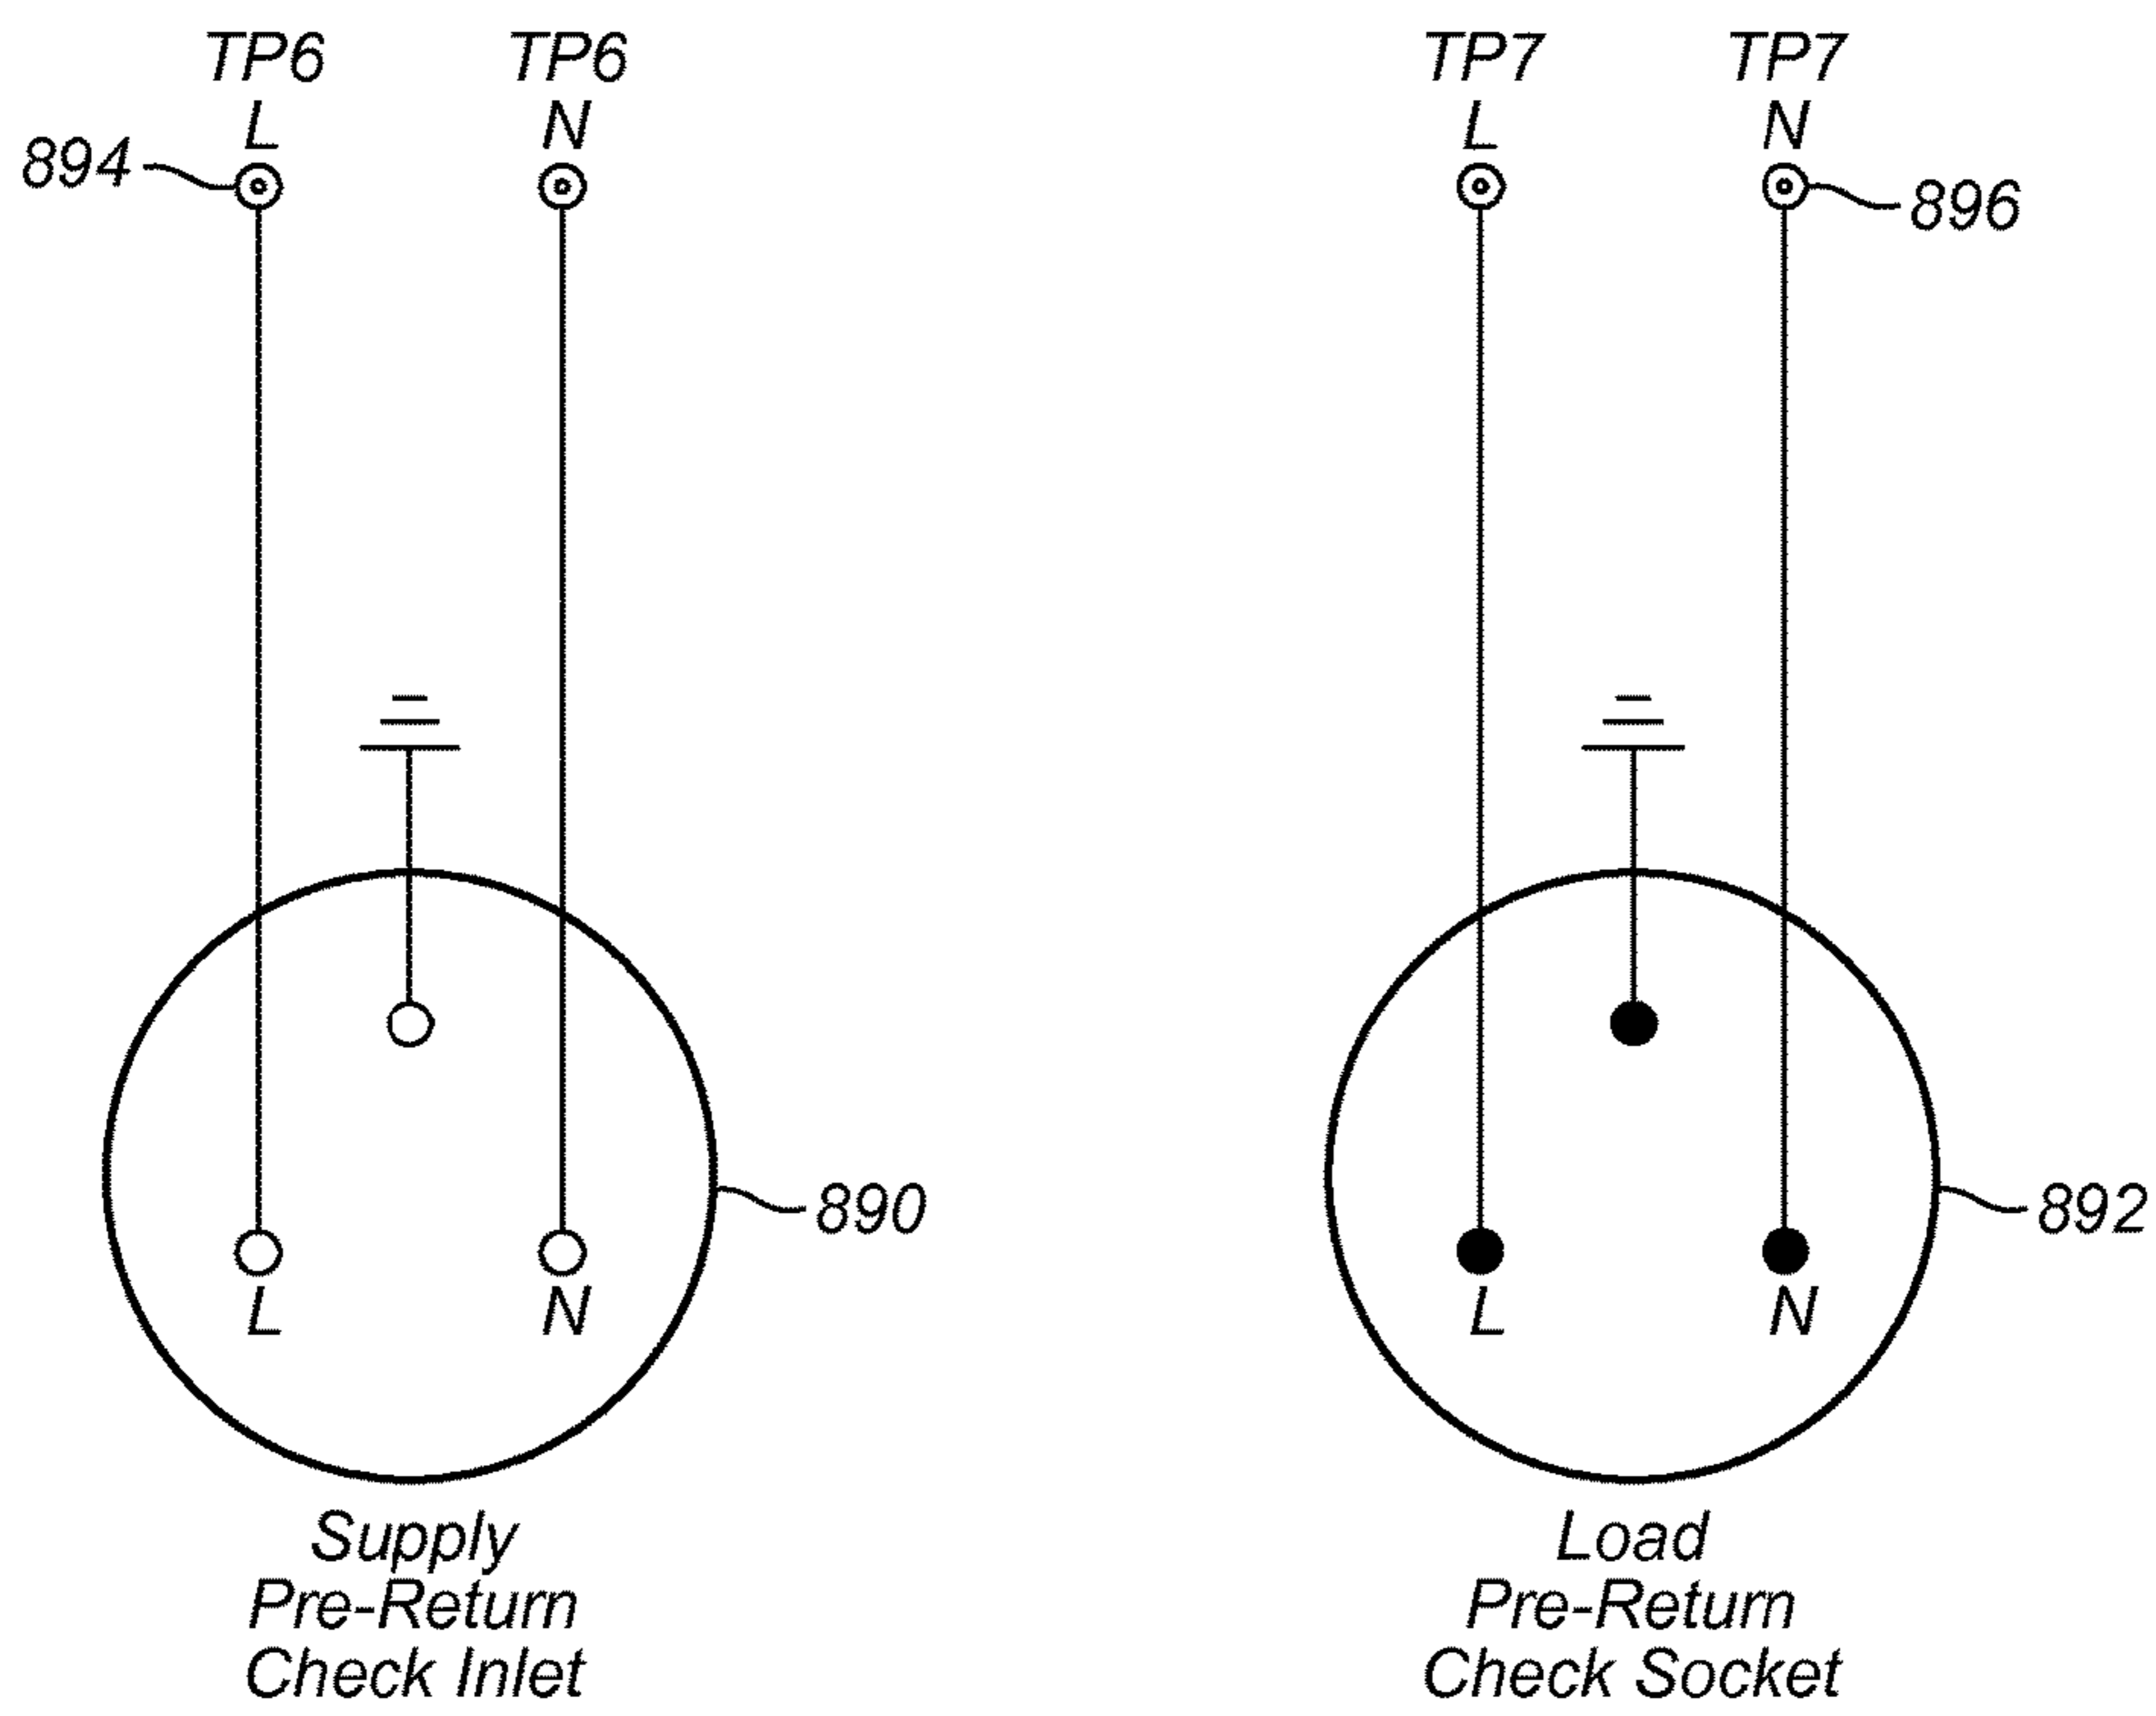 TP6 TP6 TP7 TP7
L N L N
894
896
890
892
L N L N
Supply
Pre-Return
Check Inlet
Load
Pre-Return
Check Socket